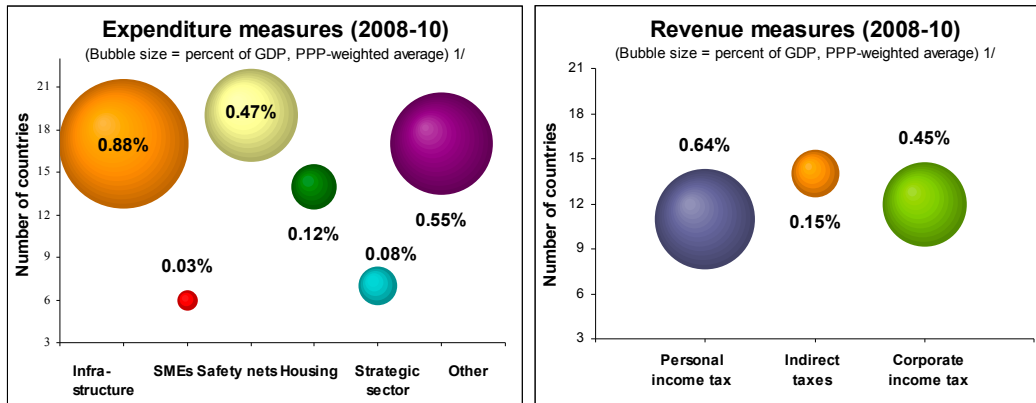 Expenditure measures (2008-10)
(Bubble size = percent of GDP, PPP-weighted average) 1/
Number of countries
21
18
15
12
9
6
3
0.88%
0.03%
0.47%
0.12%
0.08%
0.55%
Infra-
structure
SMEs
Safety nets
Housing
Strategic
sector
Other
Revenue measures (2008-10)
(Bubble size = percent of GDP, PPP-weighted average) 1/
Number of countries
21
18
15
12
9
6
3
0.64%
0.15%
0.45%
Personal
income tax
Indirect
taxes
Corporate
income tax